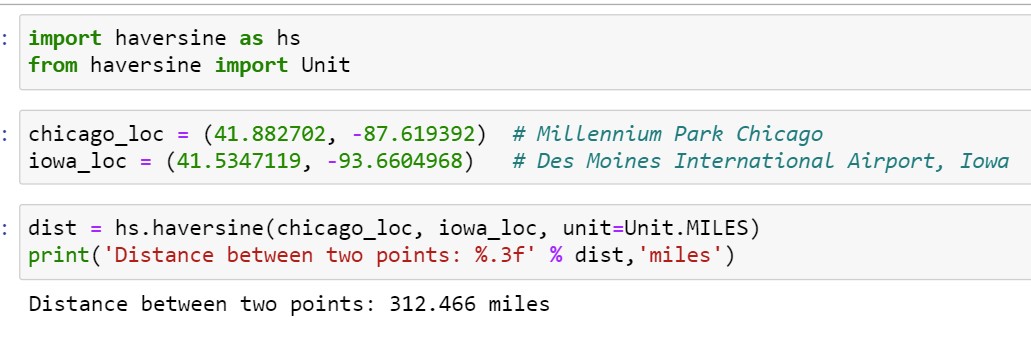 : import haversine as hs
from haversine import Unit
: chicago_loc = (41.882702, -87.619392)  # Millennium Park Chicago
iowa_loc = (41.5347119, -93.6604968)   # Des Moines International Airport, Iowa
: dist = hs.haversine(chicago_loc, iowa_loc, unit=Unit.MILES)
print('Distance between two points: %.3f' % dist,'miles')
Distance between two points: 312.466 miles